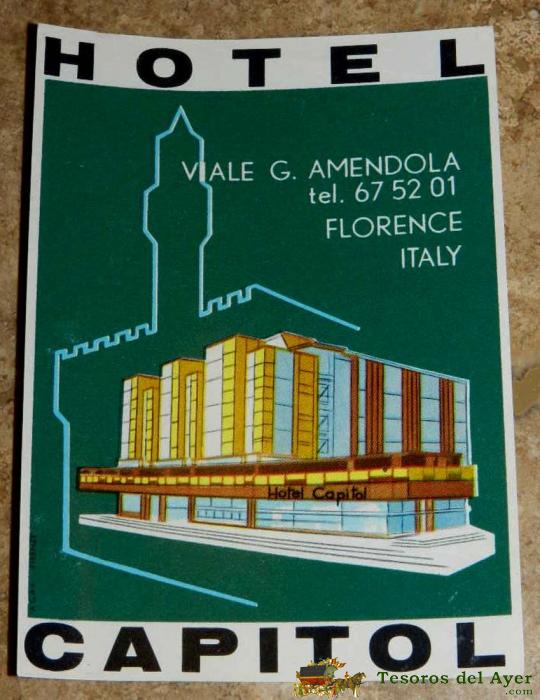 HOTEL
VIALE G. AMENDOLA
tel. 67 52 01
FLORENCE
ITALY
Hotel Capitol
CAPITOL
Tesoros del Ayer
.com